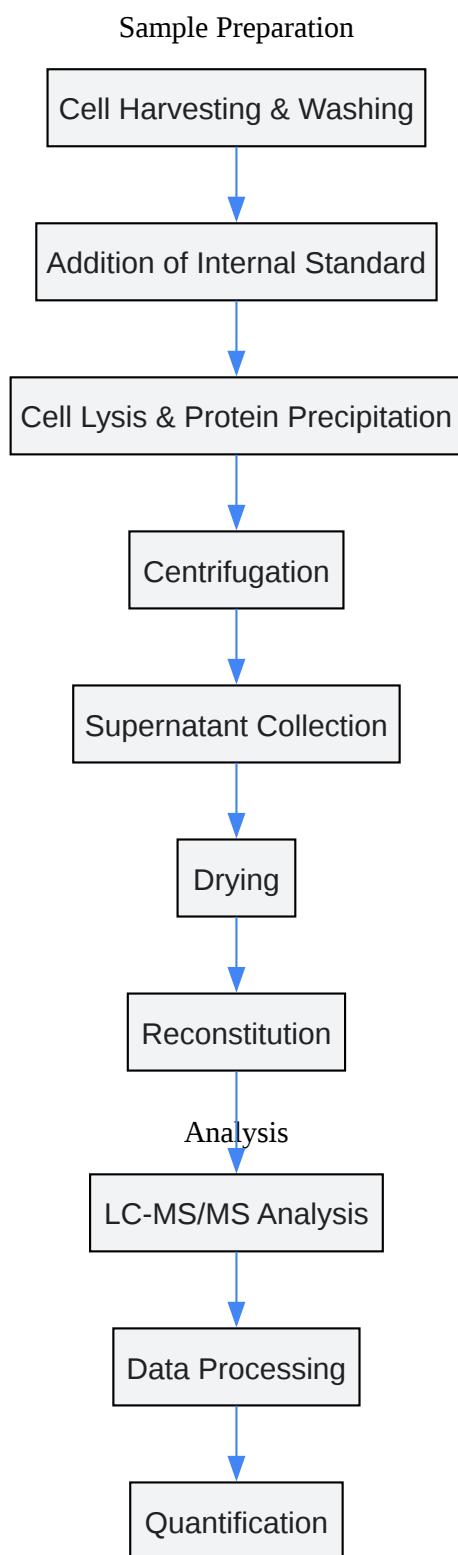 Sample Preparation
Cell Harvesting & Washing
Addition of Internal Standard
Cell Lysis & Protein Precipitation
Centrifugation
Supernatant Collection
Drying
Reconstitution
Analysis
LC-MS/MS Analysis
Data Processing
Quantification